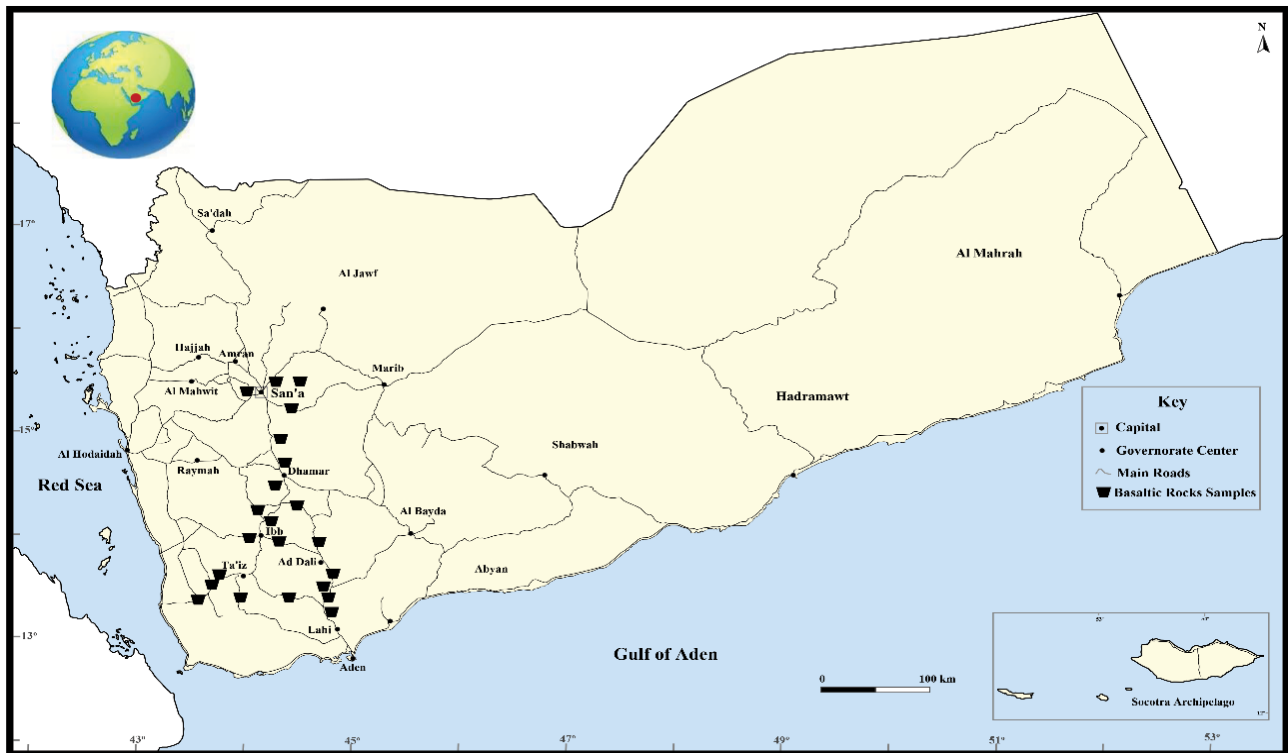 N
Sa'dah
17°
Al Jawf
Al Mahrah
Hajjah
Amran
Marib
Al Mahwit
San'a
Hadramawt
Key
Capital
15°
Shabwah
Governorate Center
Al Hodaidah
Raymah
Dhamar
Main Roads
Red Sea
Basaltic Rocks Samples
Al Bayda
Ibb
Ta'iz
Ad Dali
Abyan
Lahi
13°
Gulf of Aden
Aden
0 100 km
Socotra Archipelago
43° 45° 47° 49° 51° 53°